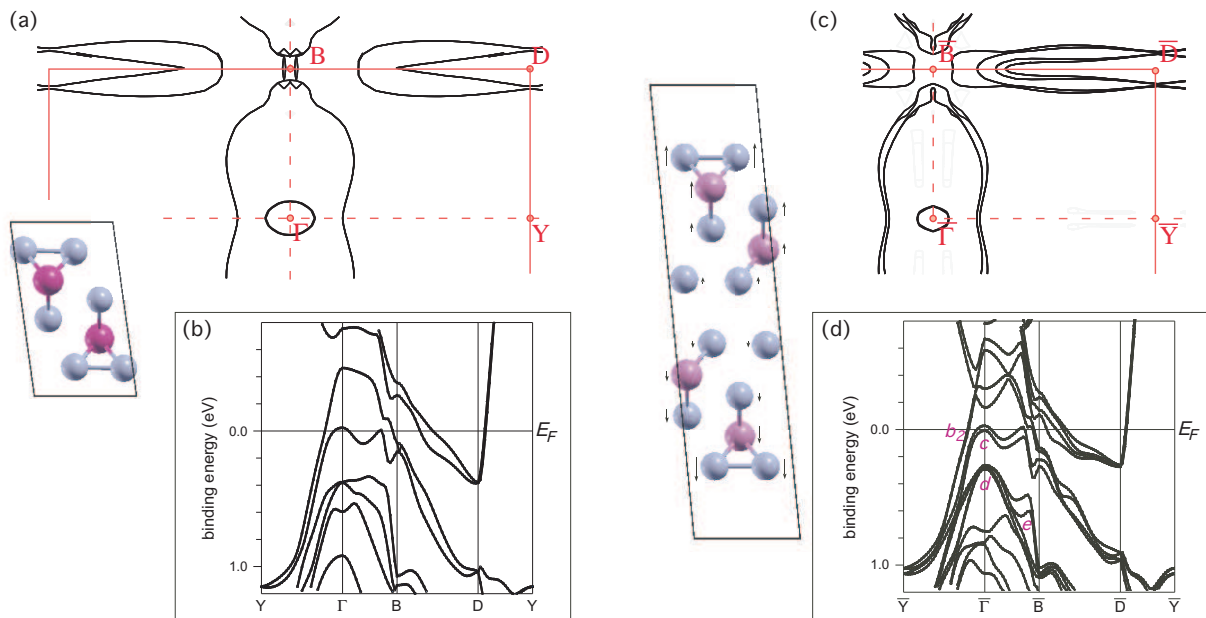 (a)
B
D
Γ
Y
(b)
binding energy (eV)
0.0
1.0
E_F
Y
Γ
B
D
Y
(c)
B̅
D̅
Γ̅
Y̅
(d)
binding energy (eV)
0.0
1.0
b₂
c
d
e
E_F
Y̅
Γ̅
B̅
D̅
Y̅